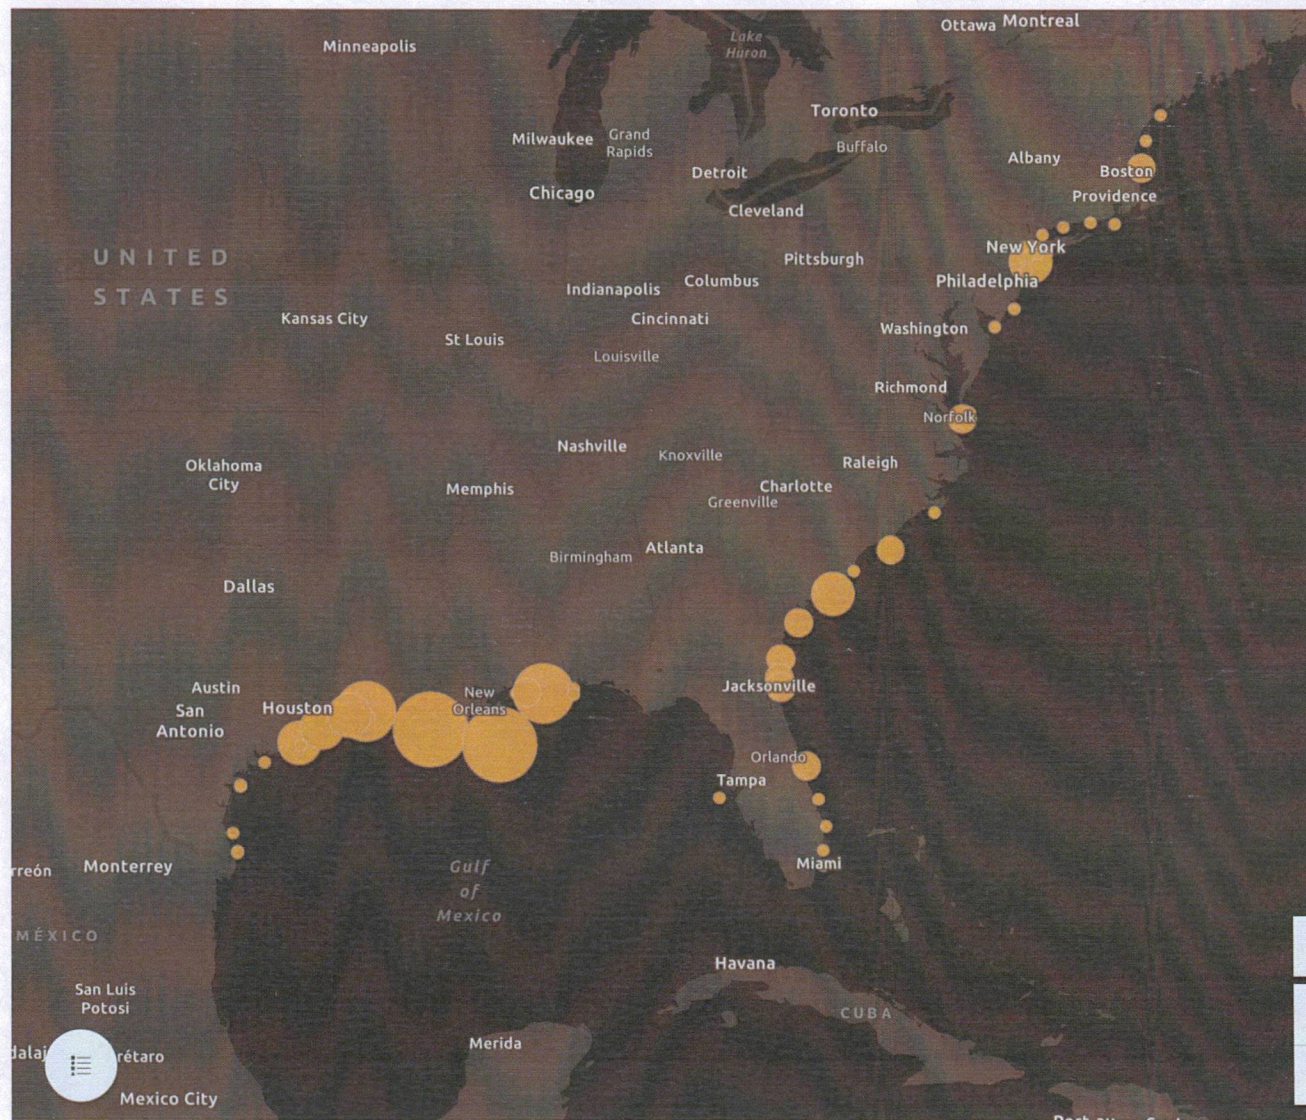 Ottawa
Montreal
Minneapolis
Lake
Huron
Toronto
Milwaukee
Grand
Rapids
Buffalo
Albany
Detroit
Boston
Chicago
Providence
Cleveland
New York
UNITED
STATES
Pittsburgh
Columbus
Philadelphia
Indianapolis
Kansas City
Cincinnati
Washington
St Louis
Louisville
Richmond
Norfolk
Nashville
Knoxville
Raleigh
Oklahoma
City
Memphis
Charlotte
Greenville
Birmingham
Atlanta
Dallas
Austin
New
Orleans
Jacksonville
San
Antonio
Houston
Orlando
Tampa
Miami
rreón
Monterrey
Gulf
of
Mexico
MÉXICO
Havana
San Luis
Potosi
CUBA
Merida
dalaj
rétaro
Mexico City